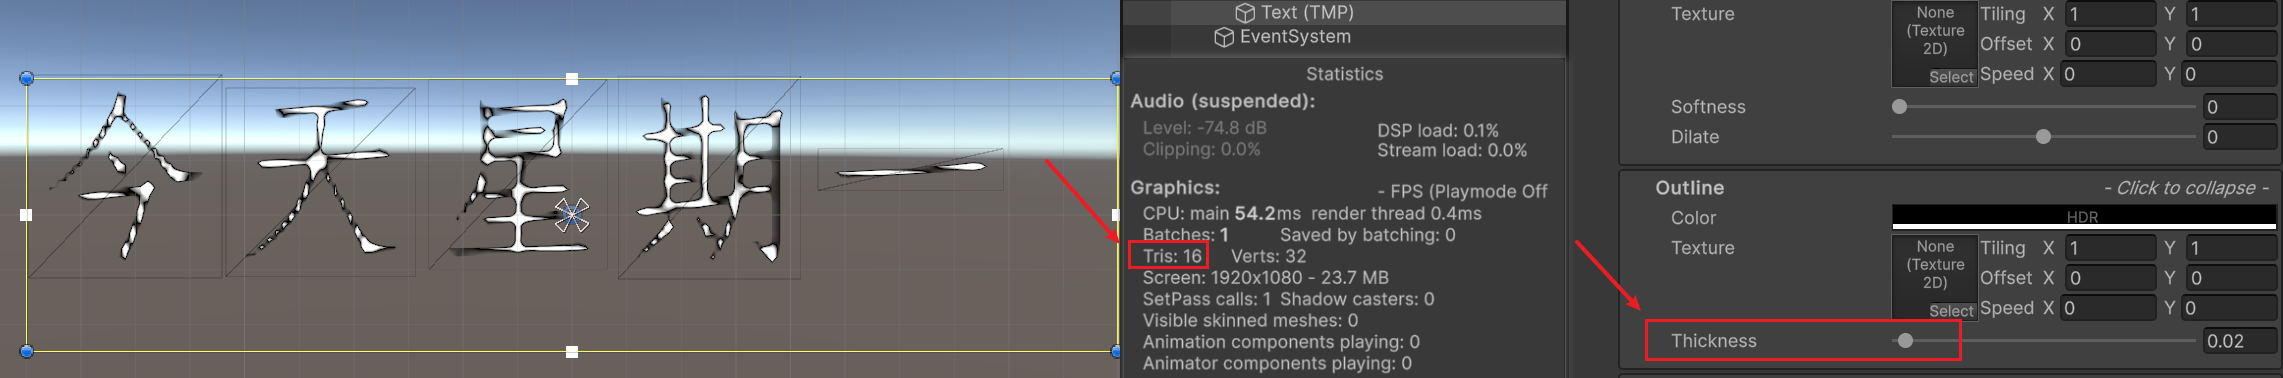 今天星期一
Text (TMP)
EventSystem
Statistics
Audio (suspended):
Level: -74.8 dB
DSP load: 0.1%
Clipping: 0.0%
Stream load: 0.0%
Graphics:
- FPS (Playmode Off
CPU: main 54.2ms render thread 0.4ms
Batches: 1 Saved by batching: 0
Tris: 16 Verts: 32
Screen: 1920x1080 - 23.7 MB
SetPass calls: 1 Shadow casters: 0
Visible skinned meshes: 0
Animation components playing: 0
Animator components playing: 0
Texture
None
(Texture
2D)
Select
Tiling X 1 Y 1
Offset X 0 Y 0
Speed X 0 Y 0
Softness 0
Dilate 0
Outline - Click to collapse -
Color HDR
Texture
None
(Texture
2D)
Select
Tiling X 1 Y 1
Offset X 0 Y 0
Speed X 0 Y 0
Thickness 0.02